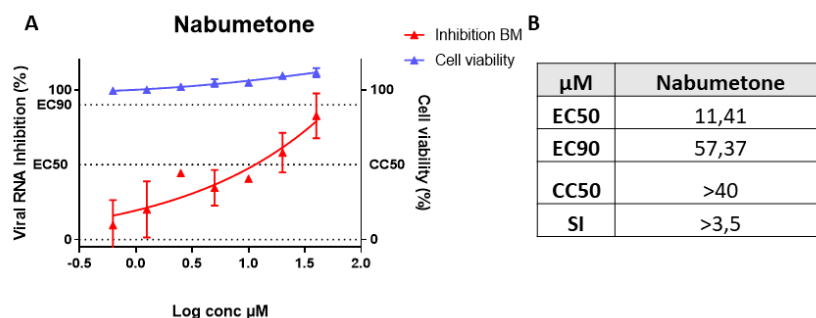 A
Nabumetone
Inhibition BM
Cell viability
Viral RNA Inhibition (%)
100
EC90
EC50
0
100
CC50
0
Cell viability (%)
-0.5 0.0 0.5 1.0 1.5 2.0
Log conc µM
B
µM Nabumetone
EC50 11,41
EC90 57,37
CC50 >40
SI >3,5